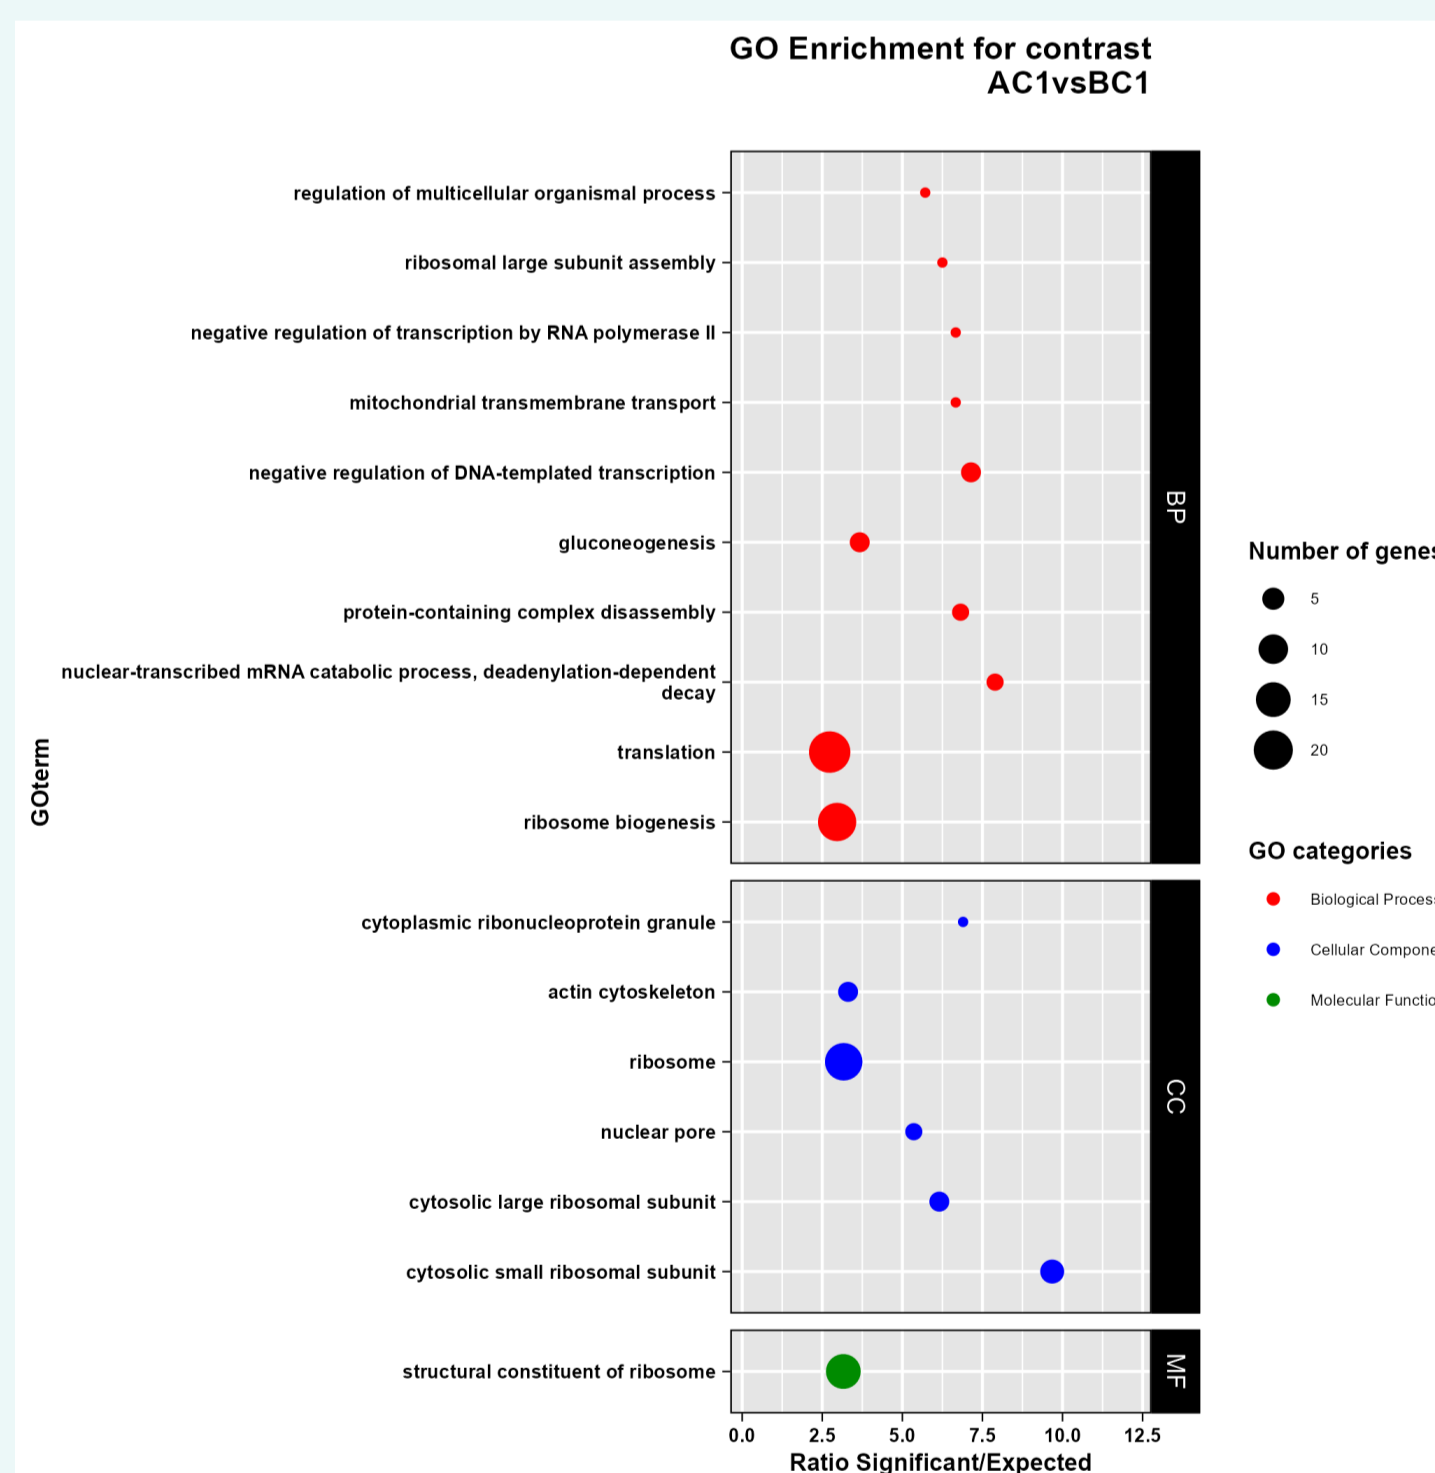 GO Enrichment for contrast
AC1vsBC1
regulation of multicellular organismal process
ribosomal large subunit assembly
negative regulation of transcription by RNA polymerase II
mitochondrial transmembrane transport
negative regulation of DNA-templated transcription
gluconeogenesis
protein-containing complex disassembly
nuclear-transcribed mRNA catabolic process, deadenylation-dependent
decay
translation
ribosome biogenesis
BP
GOterm
cytoplasmic ribonucleoprotein granule
actin cytoskeleton
ribosome
nuclear pore
cytosolic large ribosomal subunit
cytosolic small ribosomal subunit
CC
structural constituent of ribosome
MF
0.0 2.5 5.0 7.5 10.0 12.5
Ratio Significant/Expected
Number of genes
5
10
15
20
GO categories
Biological Process
Cellular Compone
Molecular Functio